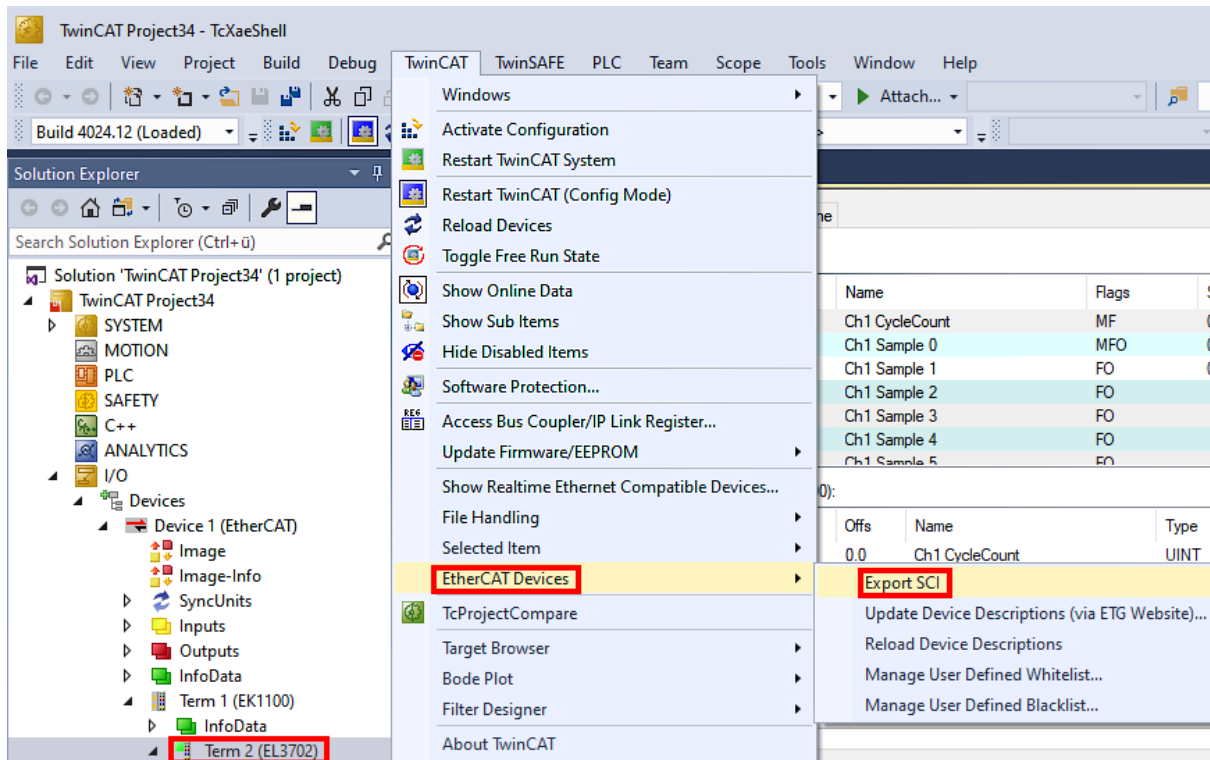 TwinCAT Project34 - TcXaeShell
File Edit View Project Build Debug TwinCAT TwinSAFE PLC Team Scope Tools Window Help
Attach...
Build 4024.12 (Loaded)
Solution Explorer
Search Solution Explorer (Ctrl+ü)
Solution 'TwinCAT Project34' (1 project)
TwinCAT Project34
SYSTEM
MOTION
PLC
SAFETY
C++
ANALYTICS
I/O
Devices
Device 1 (EtherCAT)
Image
Image-Info
SyncUnits
Inputs
Outputs
InfoData
Term 1 (EK1100)
InfoData
Term 2 (EL3702)
Windows
Activate Configuration
Restart TwinCAT System
Restart TwinCAT (Config Mode)
Reload Devices
Toggle Free Run State
Show Online Data
Show Sub Items
Hide Disabled Items
Software Protection...
REG
Access Bus Coupler/IP Link Register...
Update Firmware/EEPROM
Show Realtime Ethernet Compatible Devices...
File Handling
Selected Item
EtherCAT Devices
TcProjectCompare
Target Browser
Bode Plot
Filter Designer
About TwinCAT
Export SCI
Update Device Descriptions (via ETG Website)...
Reload Device Descriptions
Manage User Defined Whitelist...
Manage User Defined Blacklist...
ne
Name Flags
Ch1 CycleCount MF
Ch1 Sample 0 MFO
Ch1 Sample 1 FO
Ch1 Sample 2 FO
Ch1 Sample 3 FO
Ch1 Sample 4 FO
Ch1 Sample 5 FO
0):
Offs Name Type
0.0 Ch1 CycleCount UINT